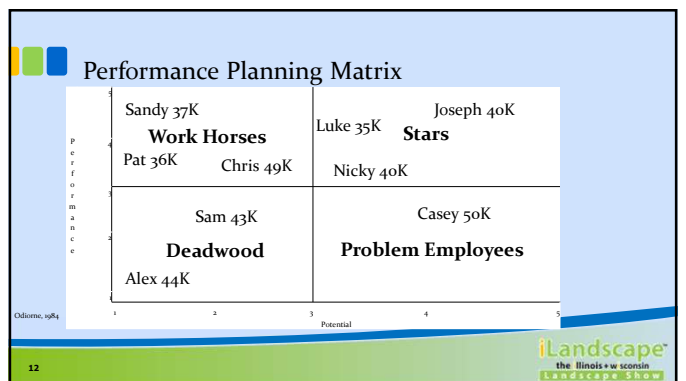 Performance Planning Matrix
Sandy 37K
Joseph 40K
Luke 35K
Work Horses
Stars
Pat 36K
Chris 49K
Nicky 40K
Sam 43K
Casey 50K
Deadwood
Problem Employees
Alex 44K
Performance
5
4
3
2
1
1 2 3 4 5
Potential
Odiorne, 1984
12
iLandscape
the Illinois + wisconsin
Landscape Show